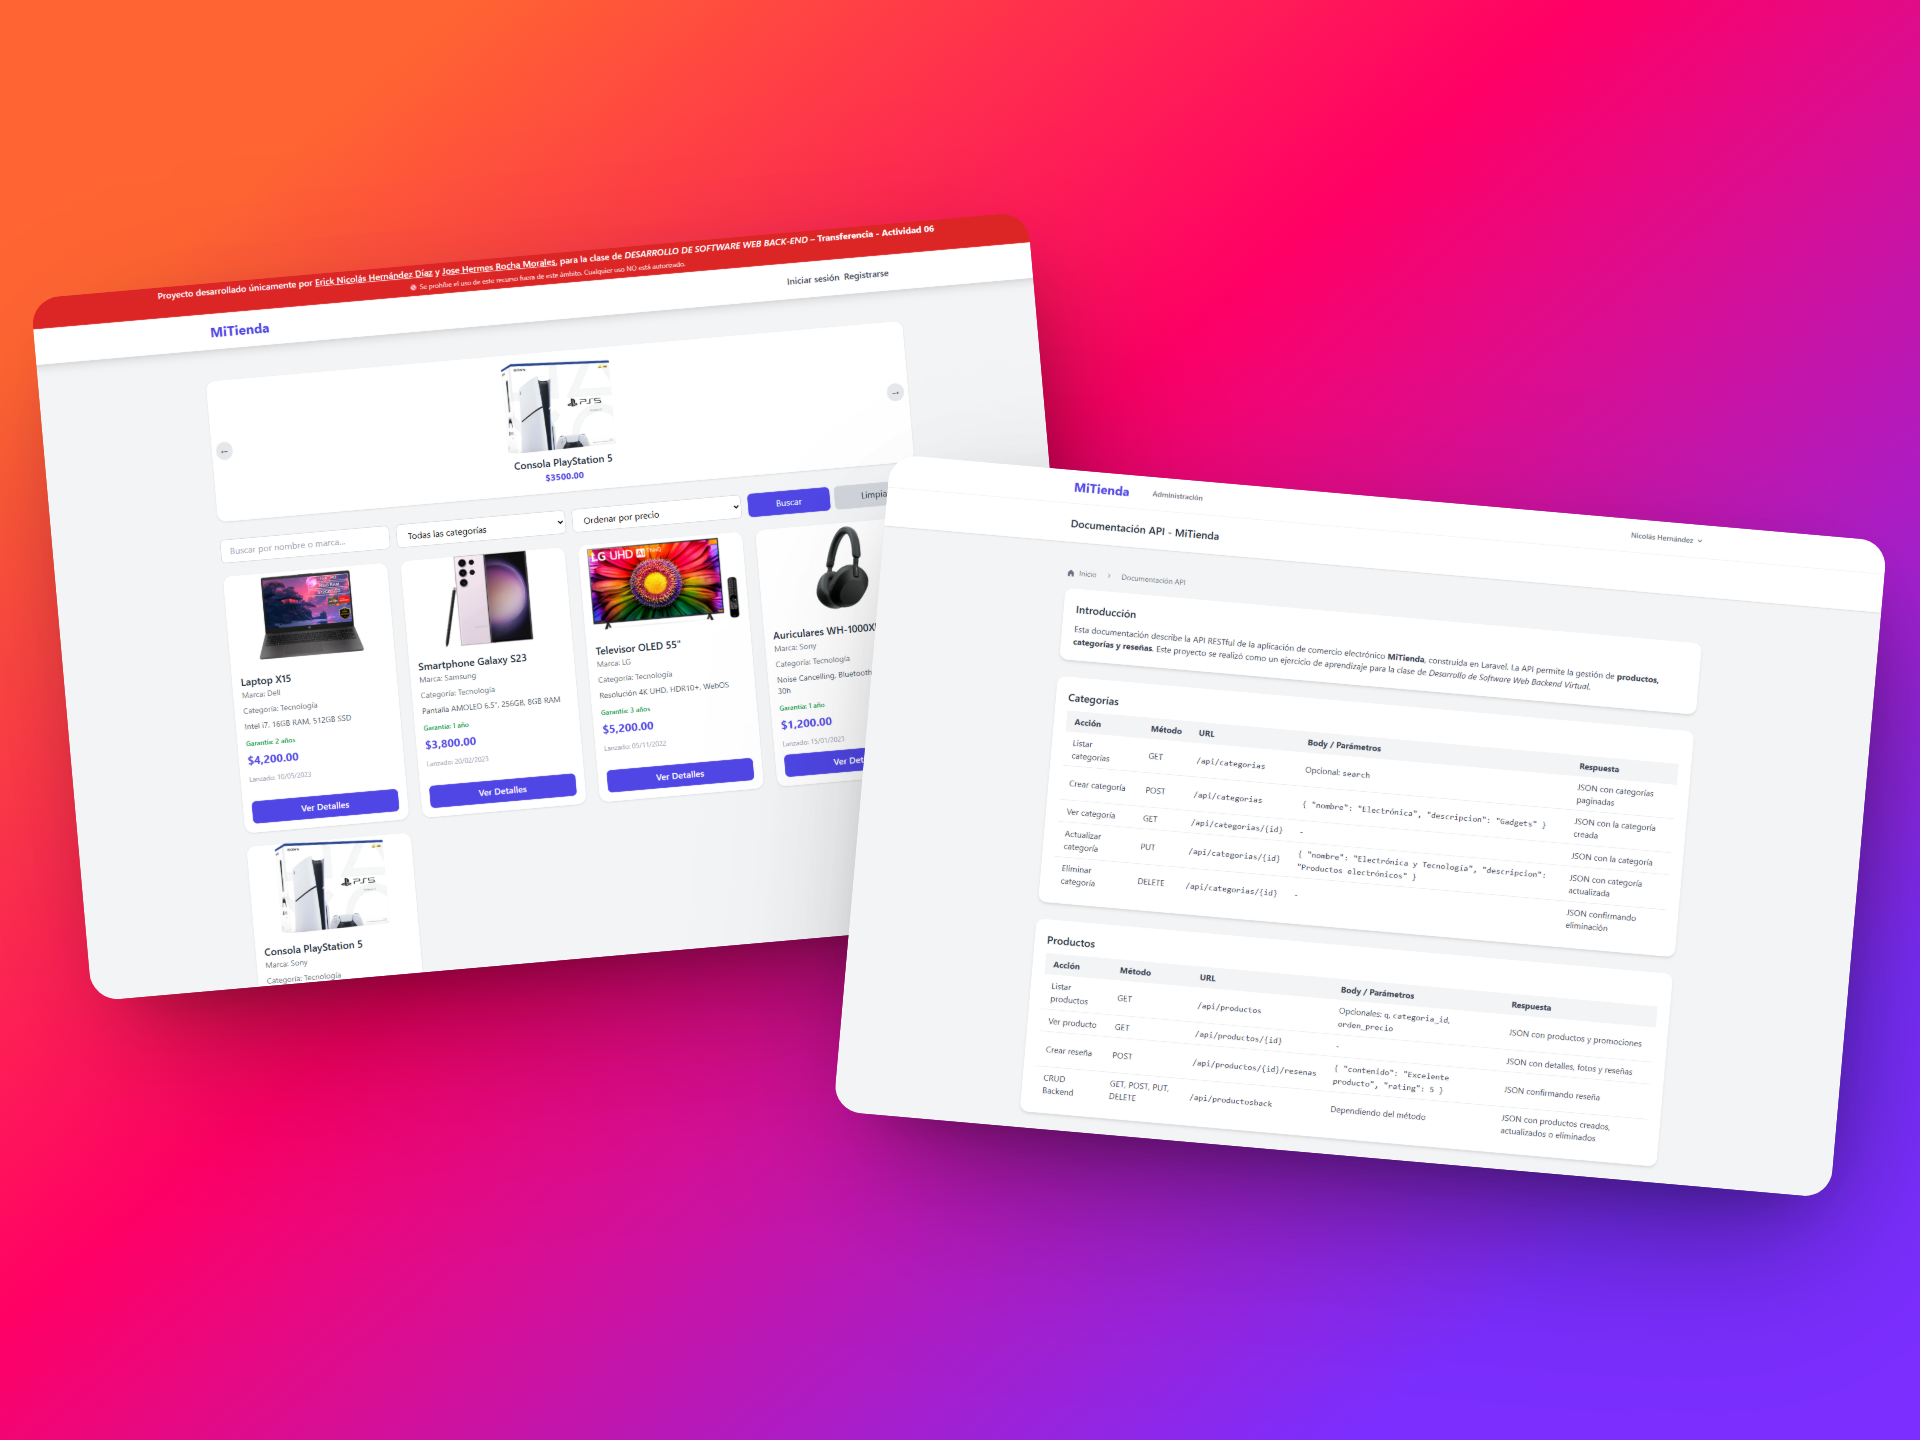 Proyecto desarrollado únicamente por Erick Nicolás Hernández Díaz y Jose Hermes Rocha Morales, para la clase de DESARROLLO DE SOFTWARE WEB BACK-END – Transferencia - Actividad 06
Se prohíbe el uso de este recurso fuera de este ámbito. Cualquier uso NO está autorizado.
MiTienda
Iniciar sesión Registrarse
PS5
←
→
Consola PlayStation 5
$3500.00
Buscar por nombre o marca...
Todas las categorías
Ordenar por precio
Buscar
Limpia
Laptop X15
Marca: Dell
Categoría: Tecnología
Intel i7, 16GB RAM, 512GB SSD
Garantía: 2 años
$4,200.00
Lanzado: 10/05/2023
Ver Detalles
Smartphone Galaxy S23
Marca: Samsung
Categoría: Tecnología
Pantalla AMOLED 6.5", 256GB, 8GB RAM
Garantía: 1 año
$3,800.00
Lanzado: 20/02/2023
Ver Detalles
LG UHD AI ThinQ
Televisor OLED 55"
Marca: LG
Categoría: Tecnología
Resolución 4K UHD, HDR10+, WebOS
Garantía: 3 años
$5,200.00
Lanzado: 05/11/2022
Ver Detalles
Auriculares WH-1000X
Marca: Sony
Categoría: Tecnología
Noise Cancelling, Bluetooth
30h
Garantía: 1 año
$1,200.00
Lanzado: 15/01/2023
Ver Det
PS5
Consola PlayStation 5
Marca: Sony
Categoría: Tecnología
MiTienda
Administración
Nicolás Hernández
Documentación API - MiTienda
Inicio > Documentación API
Introducción
Esta documentación describe la API RESTful de la aplicación de comercio electrónico MiTienda, construida en Laravel. La API permite la gestión de productos,
categorías y reseñas. Este proyecto se realizó como un ejercicio de aprendizaje para la clase de Desarrollo de Software Web Backend Virtual.
Categorías
Acción Método URL Body / Parámetros Respuesta
Listar categorías GET /api/categorias Opcional: search JSON con categorías paginadas
Crear categoría POST /api/categorias { "nombre": "Electrónica", "descripcion": "Gadgets" } JSON con la categoría creada
Ver categoría GET /api/categorias/{id} - JSON con la categoría
Actualizar categoría PUT /api/categorias/{id} { "nombre": "Electrónica y Tecnología", "descripcion": "Productos electrónicos" } JSON con categoría actualizada
Eliminar categoría DELETE /api/categorias/{id} - JSON confirmando eliminación
Productos
Acción Método URL Body / Parámetros Respuesta
Listar productos GET /api/productos Opcionales: q, categoria_id, orden_precio JSON con productos y promociones
Ver producto GET /api/productos/{id} - JSON con detalles, fotos y reseñas
Crear reseña POST /api/productos/{id}/resenas { "contenido": "Excelente producto", "rating": 5 } JSON confirmando reseña
CRUD Backend GET, POST, PUT, DELETE /api/productosback Dependiendo del método JSON con productos creados, actualizados o eliminados